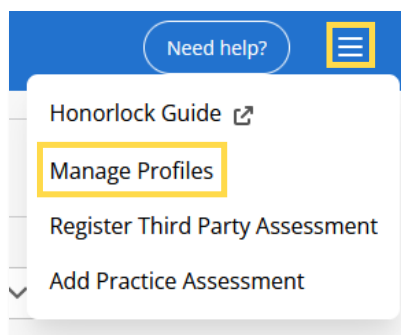 Need help?
Honorlock Guide
Manage Profiles
Register Third Party Assessment
Add Practice Assessment